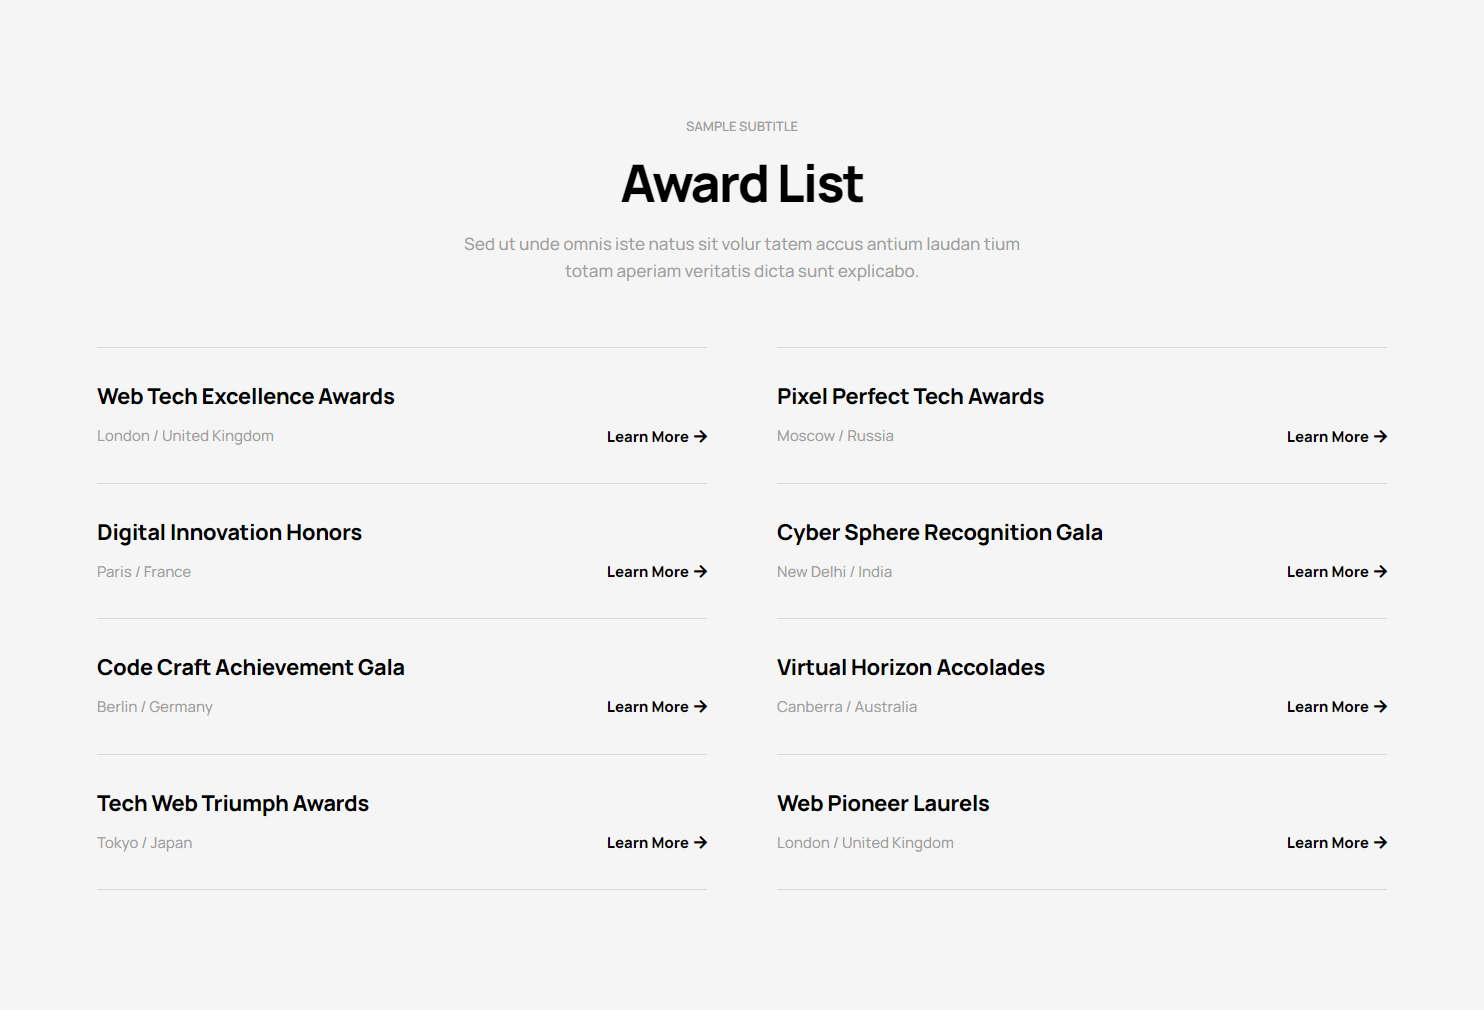 SAMPLE SUBTITLE
Award List
Sed ut unde omnis iste natus sit volur tatem accus antium laudan tium
totam aperiam veritatis dicta sunt explicabo.
Web Tech Excellence Awards
London / United Kingdom
Learn More →
Digital Innovation Honors
Paris / France
Learn More →
Code Craft Achievement Gala
Berlin / Germany
Learn More →
Tech Web Triumph Awards
Tokyo / Japan
Learn More →
Pixel Perfect Tech Awards
Moscow / Russia
Learn More →
Cyber Sphere Recognition Gala
New Delhi / India
Learn More →
Virtual Horizon Accolades
Canberra / Australia
Learn More →
Web Pioneer Laurels
London / United Kingdom
Learn More →